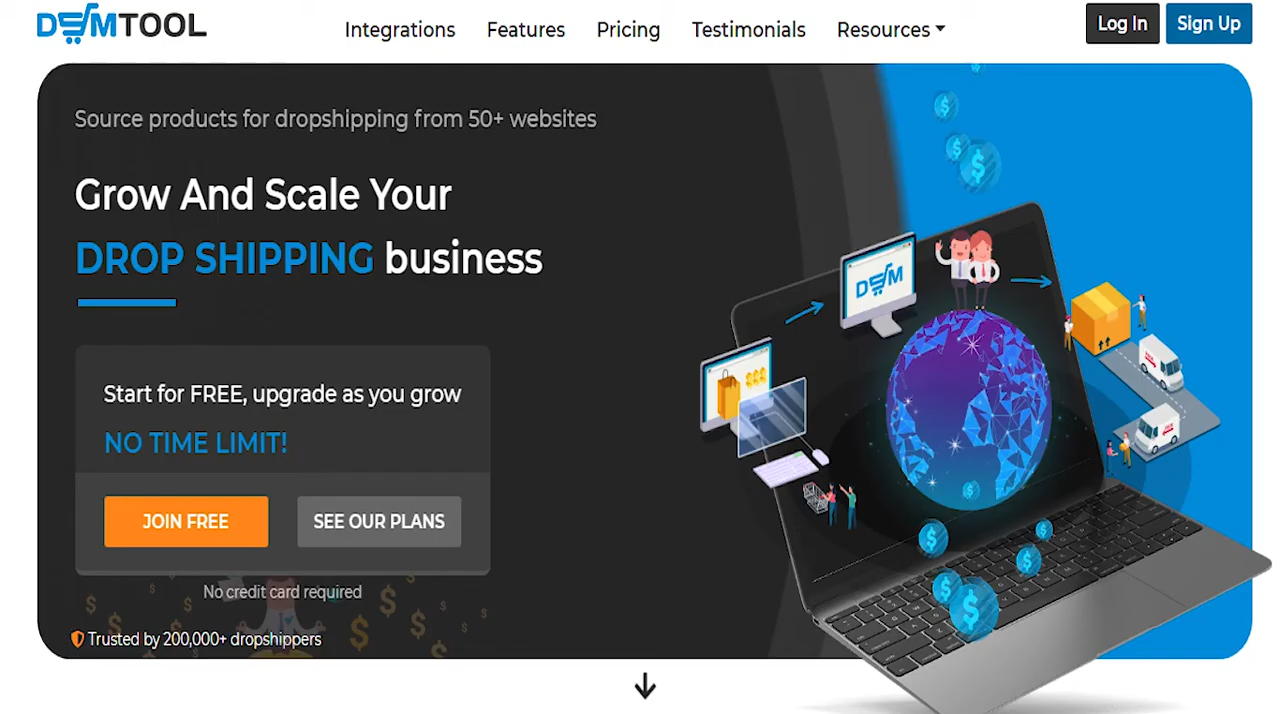 DSMTOOL
Integrations Features Pricing Testimonials Resources
Log In Sign Up
Source products for dropshipping from 50+ websites
Grow And Scale Your
DROP SHIPPING business
DSM
Start for FREE, upgrade as you grow
NO TIME LIMIT!
JOIN FREE SEE OUR PLANS
No credit card required
Trusted by 200,000+ dropshippers